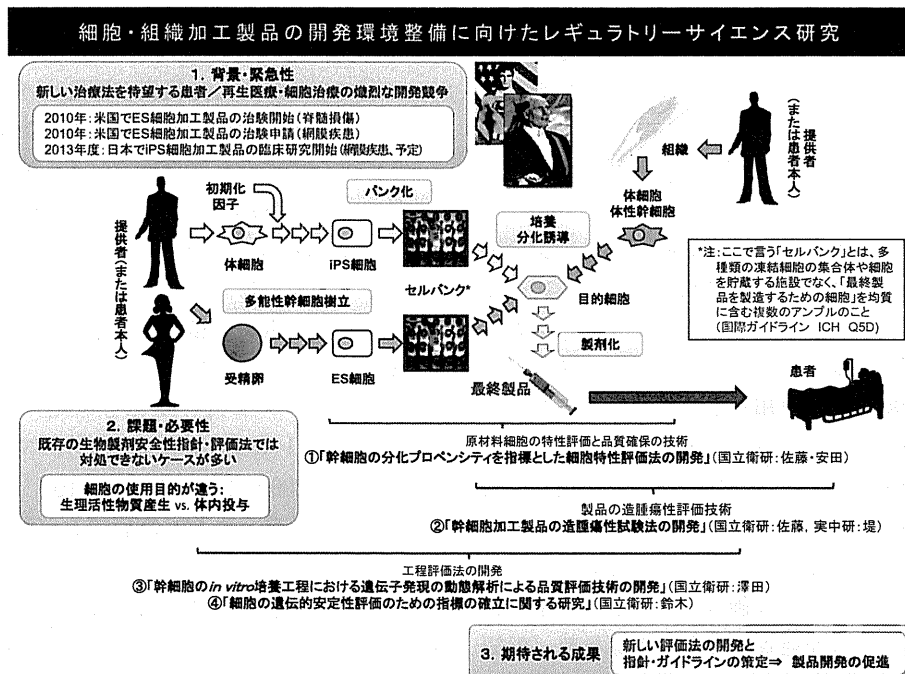 細胞・組織加工製品の開発環境整備に向けたレギュラトリーサイエンス研究
1. 背景・緊急性
新しい治療法を待望する患者／再生医療・細胞治療の熾烈な開発競争
2010年：米国でES細胞加工製品の治験開始（脊髄損傷）
2010年：米国でES細胞加工製品の治験申請（網膜疾患）
2013年度：日本でiPS細胞加工製品の臨床研究開始（網膜疾患、予定）
提供者
（または患者本人）
組織
体細胞
体性幹細胞
提供者（または患者本人）
初期化
因子
バンク化
体細胞
iPS細胞
セルバンク*
培養
分化誘導
目的細胞
製剤化
最終製品
多能性幹細胞樹立
受精卵
ES細胞
*注：ここで言う「セルバンク」とは、多
種類の凍結細胞の集合体や細胞
を貯蔵する施設でなく、「最終製
品を製造するための細胞」を均質
に含む複数のアンプルのこと
（国際ガイドライン ICH Q5D）
患者
2. 課題・必要性
既存の生物製剤安全性指針・評価法では
対処できないケースが多い
細胞の使用目的が違う：
生理活性物質産生 vs. 体内投与
原材料細胞の特性評価と品質確保の技術
①「幹細胞の分化プロペンシティを指標とした細胞特性評価法の開発」（国立衛研：佐藤・安田）
製品の造腫瘍性評価技術
②「幹細胞加工製品の造腫瘍性試験法の開発」（国立衛研：佐藤，実中研：堤）
工程評価法の開発
③「幹細胞のin vitro培養工程における遺伝子発現の動態解析による品質評価技術の開発」（国立衛研：澤田）
④「細胞の遺伝的安定性評価のための指標の確立に関する研究」（国立衛研：鈴木）
3. 期待される成果
新しい評価法の開発と
指針・ガイドラインの策定⇒ 製品開発の促進